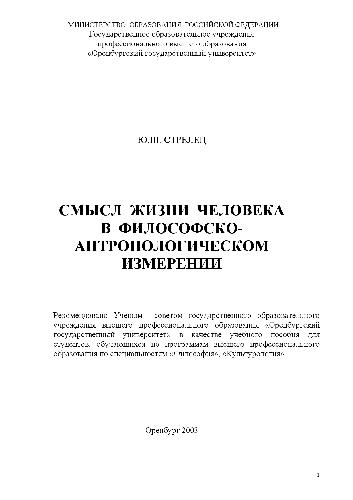 МИНИСТЕРСТВО ОБРАЗОВАНИЯ РОССИЙСКОЙ ФЕДЕРАЦИИ
Государственное образовательное учреждение
профессионального высшего образования
«Оренбургский государственный университет»
Ю.Ш. СТРЕЛЕЦ
СМЫСЛ ЖИЗНИ ЧЕЛОВЕКА
В ФИЛОСОФСКО-
АНТРОПОЛОГИЧЕСКОМ
ИЗМЕРЕНИИ
Рекомендовано Ученым советом государственного образовательного
учреждения высшего профессионального образования «Оренбургский
государственный университет» в качестве учебного пособия для
студентов, обучающихся по программам высшего профессионального
образования по специальностям «Философия», «Культурология»
Оренбург 2003
1